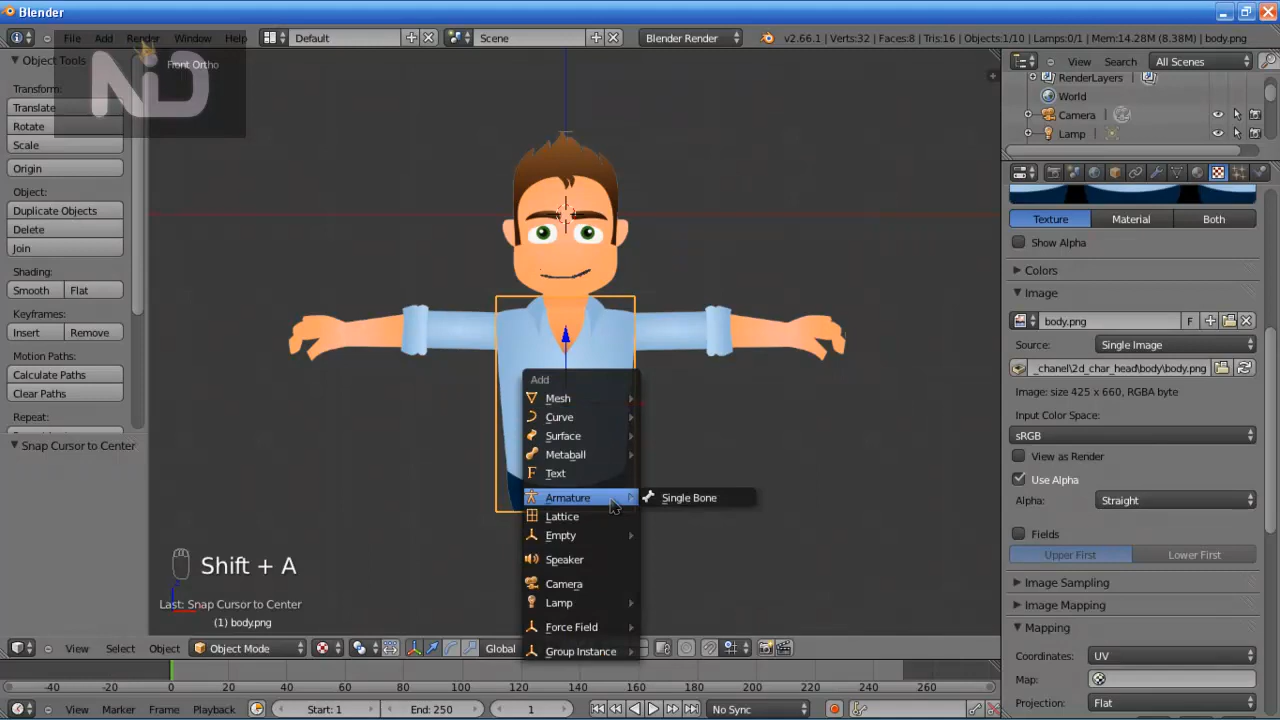 Blender
File Add Render Window Help Default Scene Blender Render v2.66.1 | Verts:32 | Faces:8 | Tris:16 | Objects:1/10 | Lamps:0/1 | Mem:14.28M (8.38M) | body.png
Object Tools
Transform:
Translate
Rotate
Scale
Origin
Object:
Duplicate Objects
Delete
Join
Shading:
Smooth Flat
Keyframes:
Insert Remove
Motion Paths:
Calculate Paths
Clear Paths
Repeat:
Snap Cursor to Center
NID
Front Ortho
Add
Mesh
Curve
Surface
Metaball
Text
Armature
Single Bone
Lattice
Empty
Speaker
Camera
Lamp
Force Field
Group Instance
Shift + A
Last: Snap Cursor to Center
(1) body.png
View Select Object Object Mode Global
-40 -20 0 20 40 60 80 100 120 140 160 180 200 220 240 260
View Marker Frame Playback Start: 1 End: 250 1 No Sync
View Search All Scenes
RenderLayers
World
Camera
Lamp
Texture Material Both
Show Alpha
Colors
Image
body.png F
Source: Single Image
_chanel\2d_char_head\body\body.png
Image: size 425 x 660, RGBA byte
Input Color Space:
sRGB
View as Render
Use Alpha
Alpha: Straight
Fields
Upper First Lower First
Image Sampling
Image Mapping
Mapping
Coordinates: UV
Map:
Projection: Flat